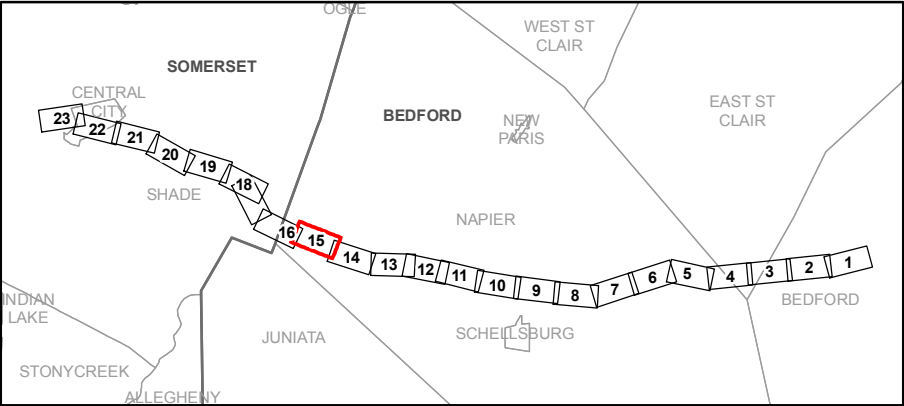 OGLE
WEST ST
CLAIR
SOMERSET
CENTRAL
CITY
BEDFORD
EAST ST
CLAIR
NEW
PARIS
23
22
21
20
19
18
SHADE
NAPIER
16
15
14
13
12
11
10
9
8
7
6
5
4
3
2
1
BEDFORD
INDIAN
LAKE
JUNIATA
SCHELLSBURG
STONYCREEK
ALLEGHENY